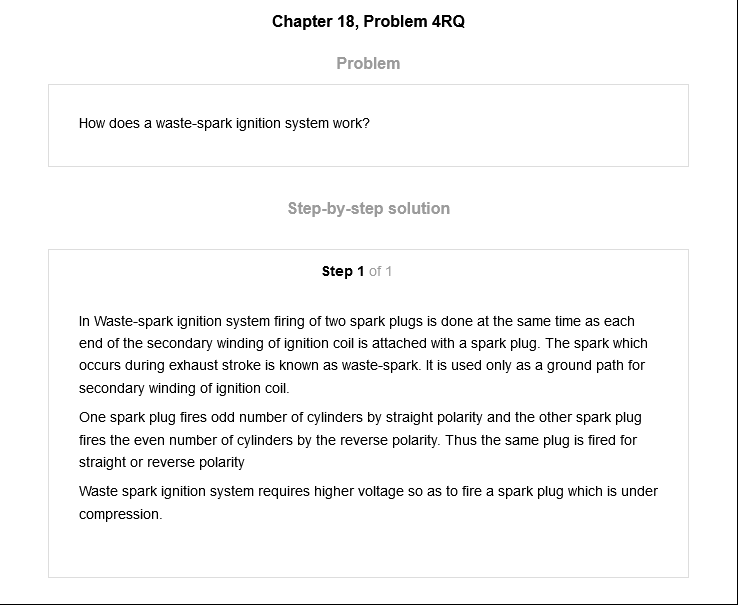 Chapter 18, Problem 4RQ
Problem
How does a waste-spark ignition system work?
Step-by-step solution
Step 1 of 1
In Waste-spark ignition system firing of two spark plugs is done at the same time as each
end of the secondary winding of ignition coil is attached with a spark plug. The spark which
occurs during exhaust stroke is known as waste-spark. It is used only as a ground path for
secondary winding of ignition coil.
One spark plug fires odd number of cylinders by straight polarity and the other spark plug
fires the even number of cylinders by the reverse polarity. Thus the same plug is fired for
straight or reverse polarity
Waste spark ignition system requires higher voltage so as to fire a spark plug which is under
compression.